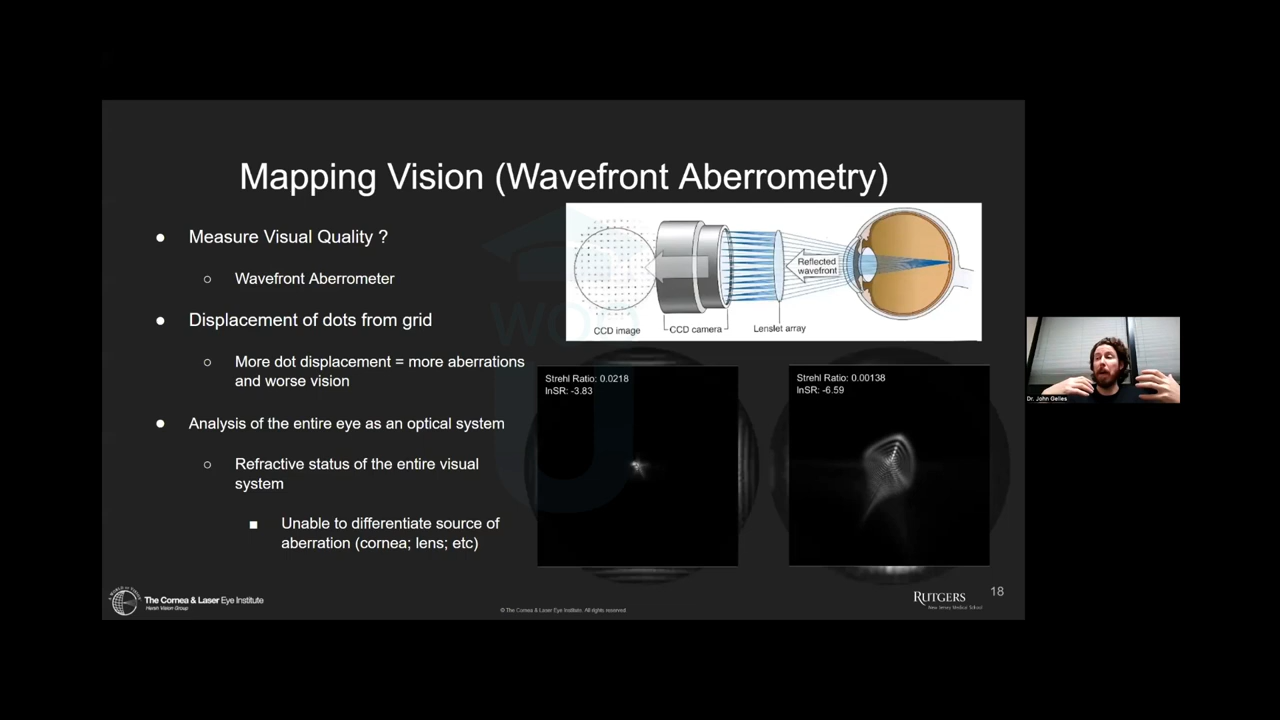 Mapping Vision (Wavefront Aberrometry)
● Measure Visual Quality ?
○ Wavefront Aberrometer
● Displacement of dots from grid
○ More dot displacement = more aberrations
and worse vision
● Analysis of the entire eye as an optical system
○ Refractive status of the entire visual
system
■ Unable to differentiate source of
aberration (cornea; lens; etc)
Reflected
wavefront
CCD image
CCD camera
Lenslet array
Strehl Ratio: 0.0218
lnSR: -3.83
Strehl Ratio: 0.00138
lnSR: -6.59
WOO
U
Dr. John Gelles
The Cornea & Laser Eye Institute
Hersh Vision Group
© The Cornea & Laser Eye Institute. All rights reserved
RUTGERS
New Jersey Medical School
18